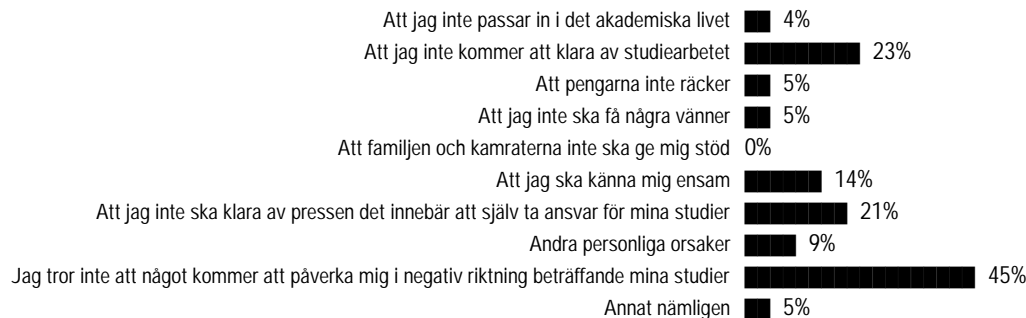 Att jag inte passar in i det akademiska livet 4%
Att jag inte kommer att klara av studiearbetet 23%
Att pengarna inte räcker 5%
Att jag inte ska få några vänner 5%
Att familjen och kamraterna inte ska ge mig stöd 0%
Att jag ska känna mig ensam 14%
Att jag inte ska klara av pressen det innebär att själv ta ansvar för mina studier 21%
Andra personliga orsaker 9%
Jag tror inte att något kommer att påverka mig i negativ riktning beträffande mina studier 45%
Annat nämligen 5%